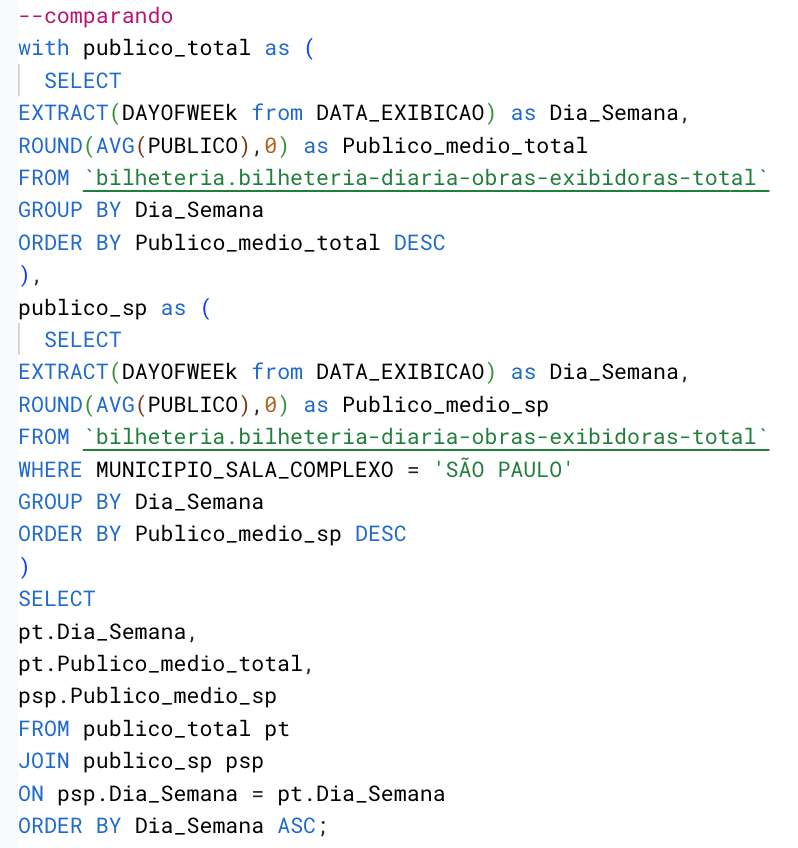 --comparando
with publico_total as (
SELECT
EXTRACT(DAYOFWEEk from DATA_EXIBICAO) as Dia_Semana,
ROUND(AVG(PUBLICO),0) as Publico_medio_total
FROM `bilheteria.bilheteria-diaria-obras-exibidoras-total`
GROUP BY Dia_Semana
ORDER BY Publico_medio_total DESC
),
publico_sp as (
SELECT
EXTRACT(DAYOFWEEk from DATA_EXIBICAO) as Dia_Semana,
ROUND(AVG(PUBLICO),0) as Publico_medio_sp
FROM `bilheteria.bilheteria-diaria-obras-exibidoras-total`
WHERE MUNICIPIO_SALA_COMPLEXO = 'SÃO PAULO'
GROUP BY Dia_Semana
ORDER BY Publico_medio_sp DESC
)
SELECT
pt.Dia_Semana,
pt.Publico_medio_total,
psp.Publico_medio_sp
FROM publico_total pt
JOIN publico_sp psp
ON psp.Dia_Semana = pt.Dia_Semana
ORDER BY Dia_Semana ASC;